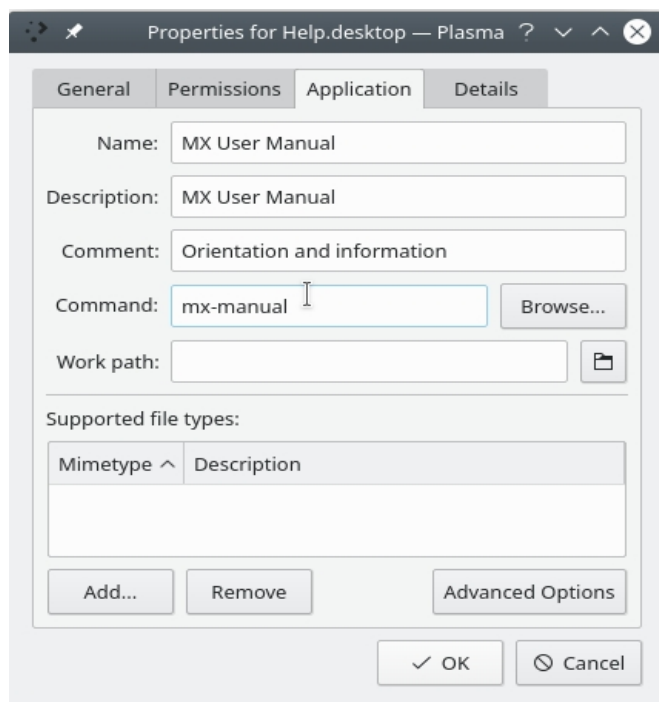 Properties for Help.desktop — Plasma ?
General Permissions Application Details
Name: MX User Manual
Description: MX User Manual
Comment: Orientation and information
Command: mx-manual Browse...
Work path:
Supported file types:
Mimetype Description
Add... Remove Advanced Options
OK Cancel